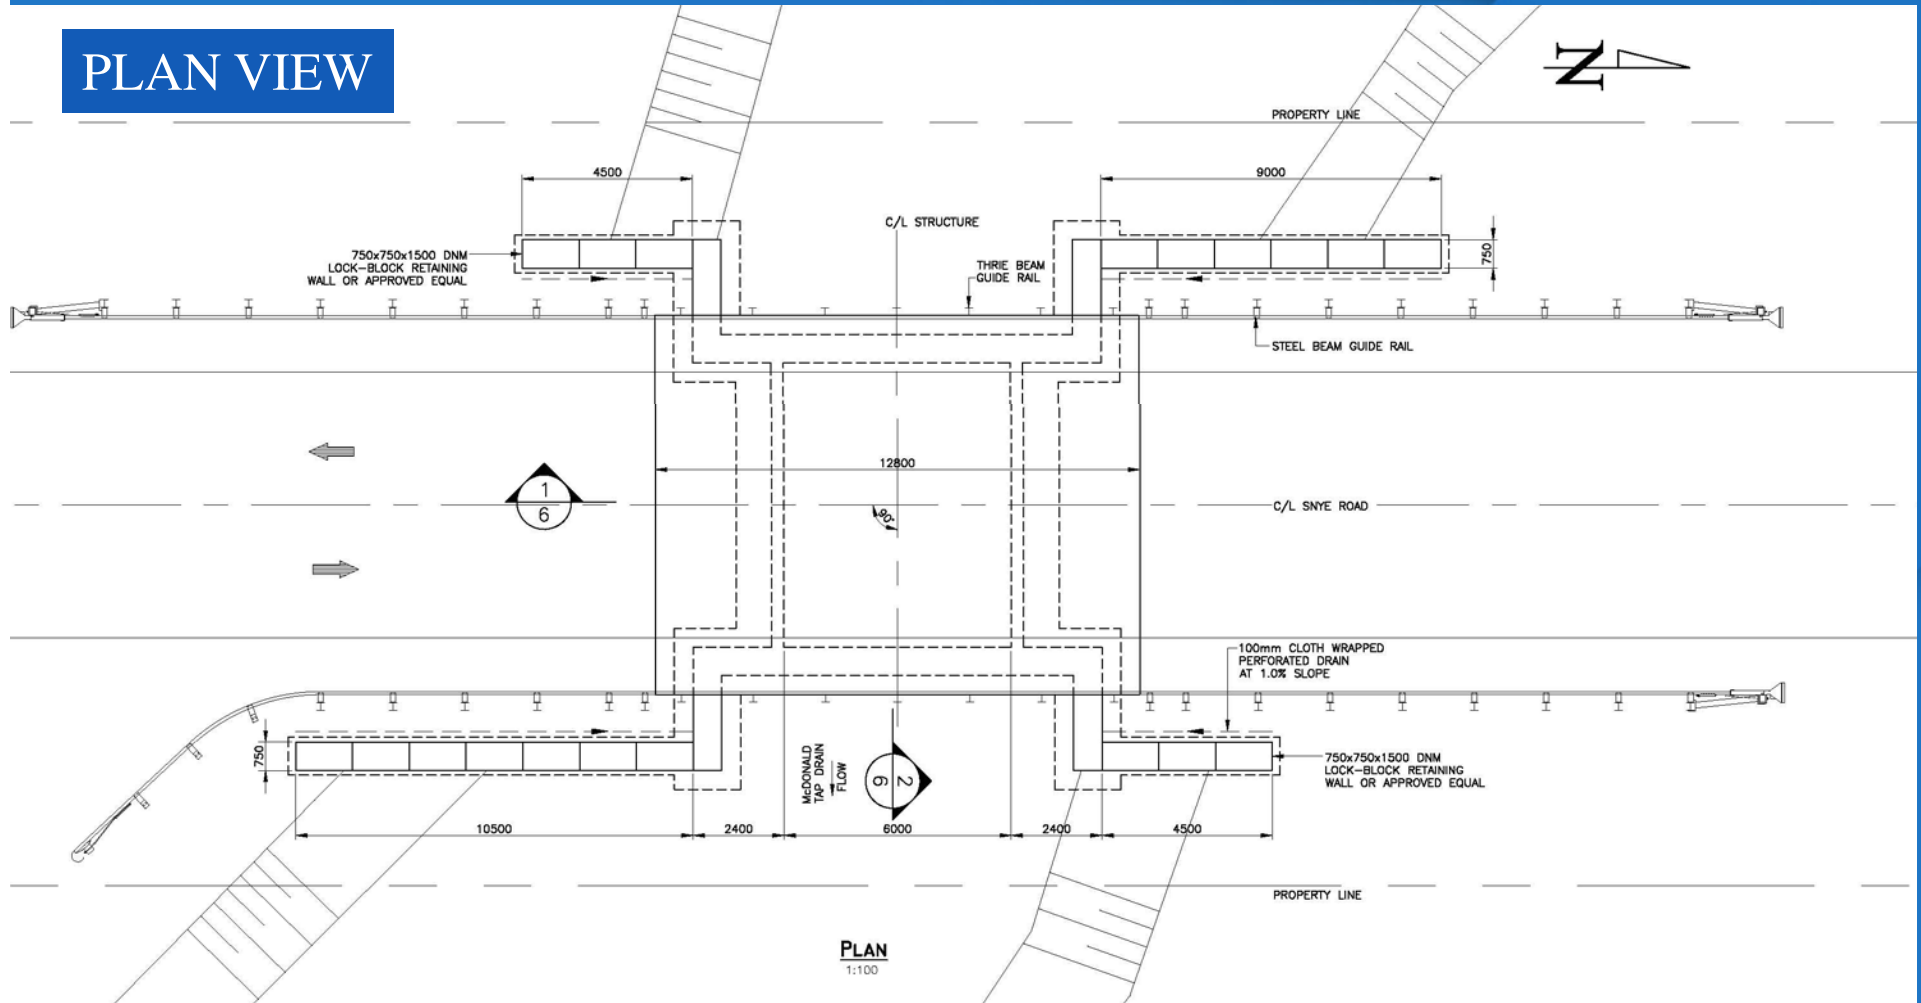 PLAN VIEW
N
PROPERTY LINE
4500
9000
C/L STRUCTURE
750x750x1500 DNM
LOCK-BLOCK RETAINING
WALL OR APPROVED EQUAL
THRIE BEAM
GUIDE RAIL
750
STEEL BEAM GUIDE RAIL
12800
1
6
90°
C/L SNYE ROAD
100mm CLOTH WRAPPED
PERFORATED DRAIN
AT 1.0% SLOPE
750
McDONALD
TAP DRAIN
FLOW
2
6
750x750x1500 DNM
LOCK-BLOCK RETAINING
WALL OR APPROVED EQUAL
10500
2400
6000
2400
4500
PROPERTY LINE
PLAN
1:100